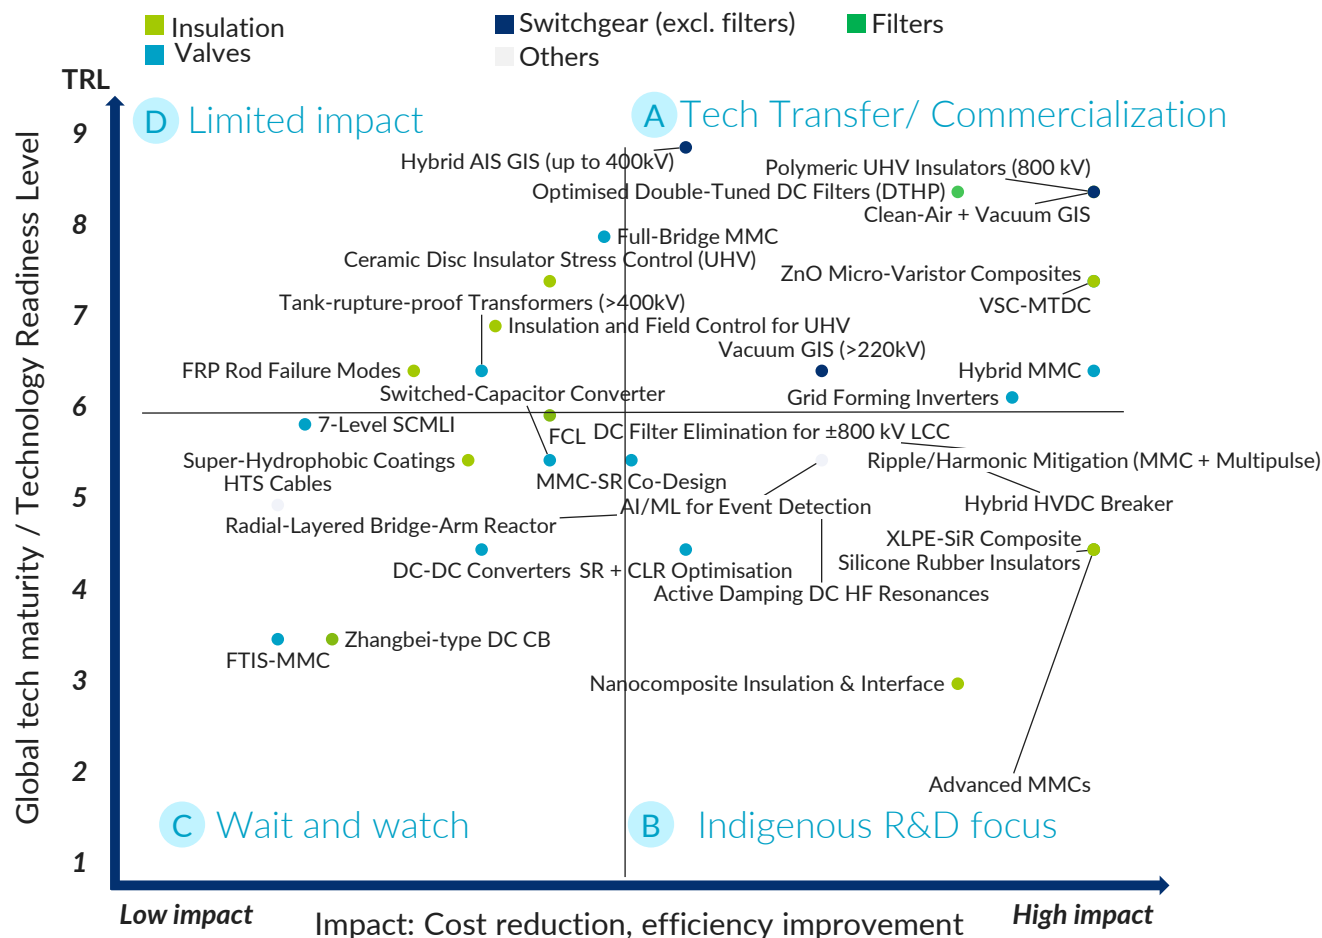 Insulation
Switchgear (excl. filters)
Filters
Valves
Others
TRL
D Limited impact
A Tech Transfer/ Commercialization
9
Hybrid AIS GIS (up to 400kV)
Polymeric UHV Insulators (800 kV)
Optimised Double-Tuned DC Filters (DTHP)
Clean-Air + Vacuum GIS
8
Full-Bridge MMC
Ceramic Disc Insulator Stress Control (UHV)
ZnO Micro-Varistor Composites
Tank-rupture-proof Transformers (>400kV)
VSC-MTDC
7
Insulation and Field Control for UHV
Vacuum GIS (>220kV)
FRP Rod Failure Modes
Hybrid MMC
Switched-Capacitor Converter
Grid Forming Inverters
6
7-Level SCMLI
FCL
DC Filter Elimination for ±800 kV LCC
Super-Hydrophobic Coatings
Ripple/Harmonic Mitigation (MMC + Multipulse)
HTS Cables
MMC-SR Co-Design
5
Hybrid HVDC Breaker
AI/ML for Event Detection
Radial-Layered Bridge-Arm Reactor
XLPE-SiR Composite
Silicone Rubber Insulators
DC-DC Converters
SR + CLR Optimisation
4
Active Damping DC HF Resonances
Zhangbei-type DC CB
FTIS-MMC
3
Nanocomposite Insulation & Interface
2
Advanced MMCs
C Wait and watch
B Indigenous R&D focus
1
Low impact
Impact: Cost reduction, efficiency improvement
High impact
Global tech maturity / Technology Readiness Level